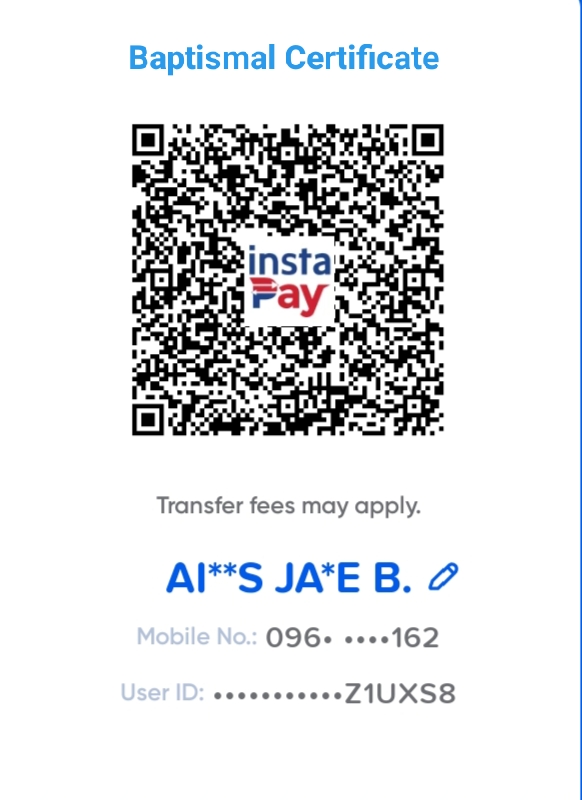 Baptismal Certificate
insta
Pay
Transfer fees may apply.
AI**S JA*E B.
Mobile No.: 096• ••••162
User ID: •••••••••••Z1UXS8